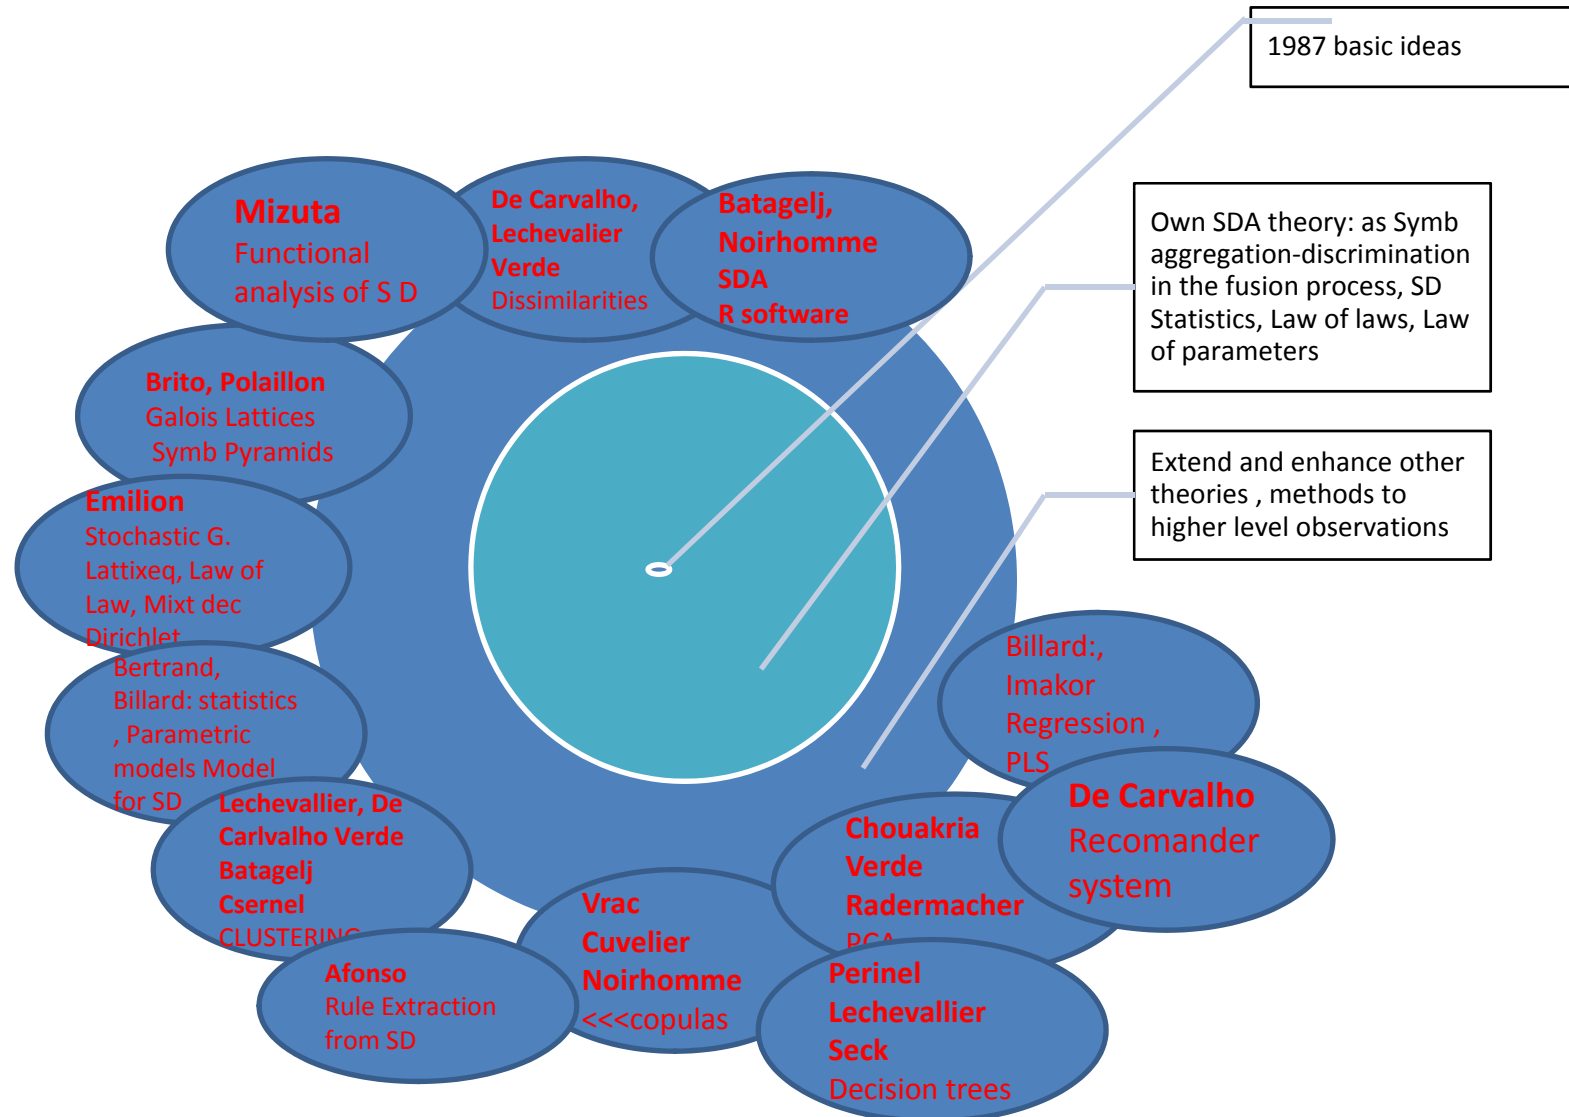 1987 basic ideas
Own SDA theory: as Symb
aggregation-discrimination
in the fusion process, SD
Statistics, Law of laws, Law
of parameters
Extend and enhance other
theories , methods to
higher level observations
Mizuta
Functional
analysis of S D
De Carvalho,
Lechevalier
Verde
Dissimilarities
Batagelj,
Noirhomme
SDA
R software
Brito, Polaillon
Galois Lattices
Symb Pyramids
Emilion
Stochastic G.
Lattixeq, Law of
Law, Mixt dec
Dirichlet
Bertrand,
Billard: statistics
, Parametric
models Model
for SD
Lechevallier, De
Carlvalho Verde
Batagelj
Csernel
CLUSTERING
Afonso
Rule Extraction
from SD
Vrac
Cuvelier
Noirhomme
<<<copulas
Chouakria
Verde
Radermacher
PCA
Perinel
Lechevallier
Seck
Decision trees
Billard:,
Imakor
Regression ,
PLS
De Carvalho
Recomander
system